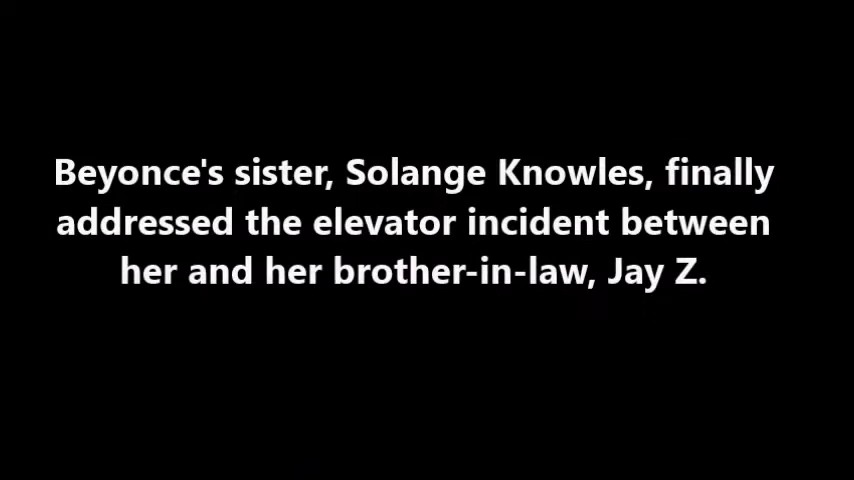 Beyonce's sister, Solange Knowles, finally
addressed the elevator incident between
her and her brother-in-law, Jay Z.